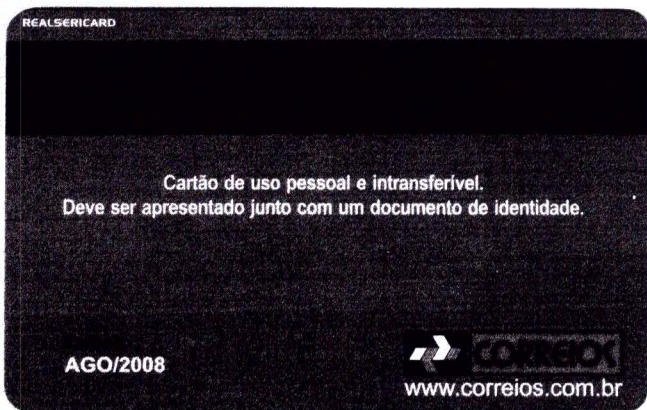 REALSERICARD
Cartão de uso pessoal e intransferível.
Deve ser apresentado junto com um documento de identidade.
AGO/2008
CORREIOS
www.correios.com.br